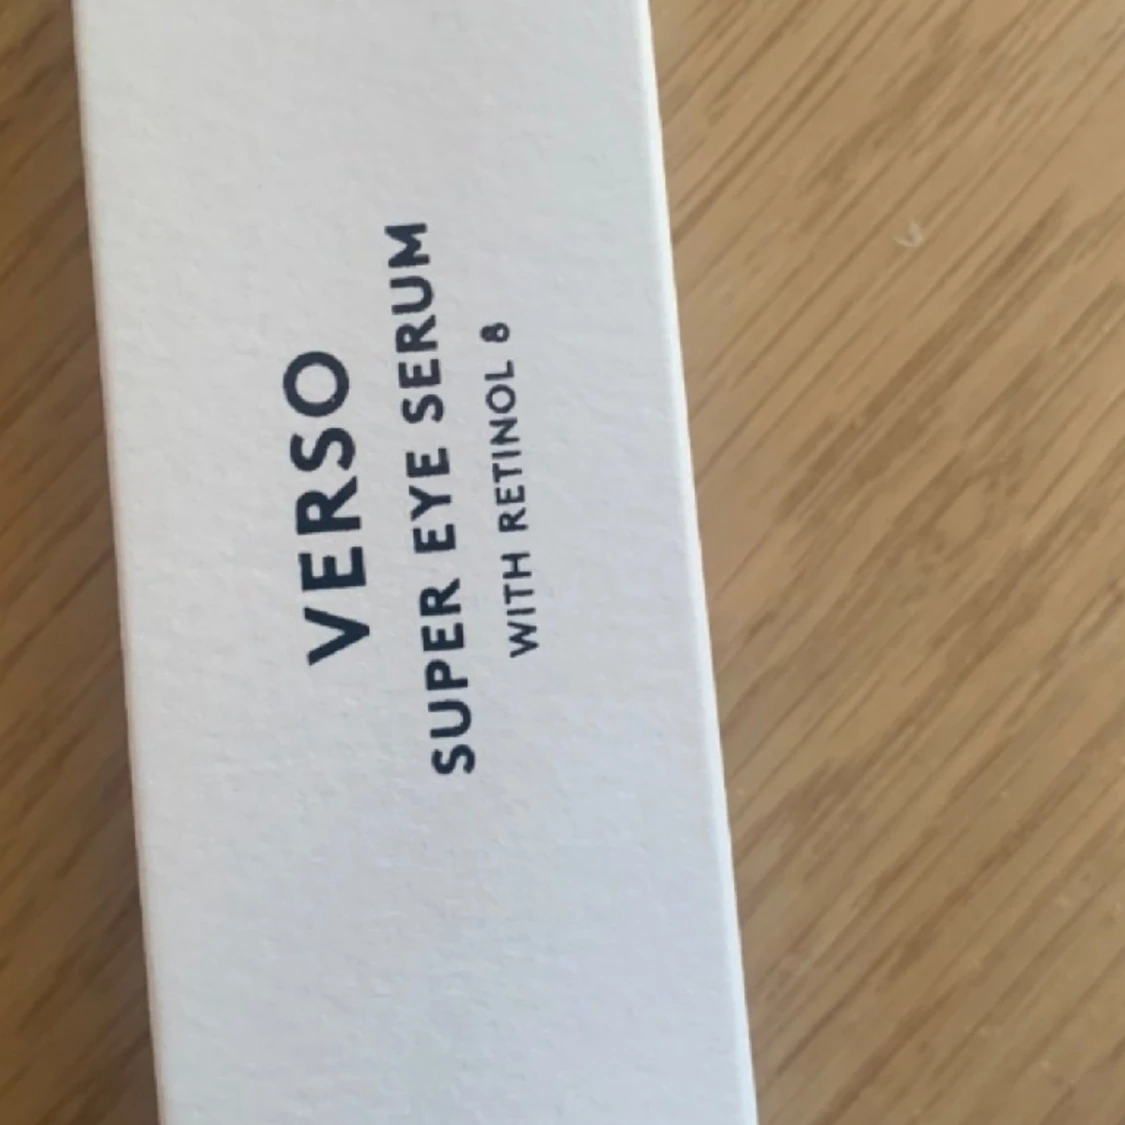 VERSO
SUPER EYE SERUM
WITH RETINOL 8